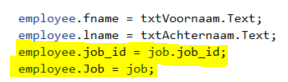 employee.fname = txtVoornaam.Text;
employee.lname = txtAchternaam.Text;
employee.job_id = job.job_id;
employee.Job = job;